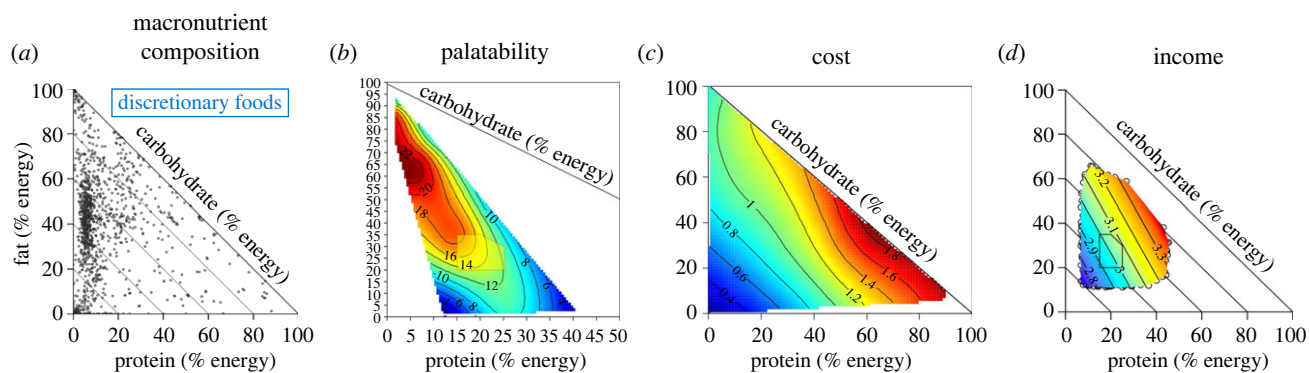 macronutrient
composition
(a)
discretionary foods
carbohydrate (% energy)
fat (% energy)
100
80
60
40
20
0
0 20 40 60 80 100
protein (% energy)
palatability
(b)
carbohydrate (% energy)
100
95
90
85
80
75
70
65
60
55
50
45
40
35
30
25
20
15
10
5
0
22
20
18
16
14
12
10
10
8
8
6
6
4
0 5 10 15 20 25 30 35 40 45 50
protein (% energy)
cost
(c)
carbohydrate (% energy)
100
80
60
40
20
0
1
0.8
0.6
0.4
1.2
1.4
1.6
1.8
0 20 40 60 80 100
protein (% energy)
income
(d)
carbohydrate (% energy)
100
80
60
40
20
0
3.2
3.1
2.9
3
3.3
2.8
0 20 40 60 80 100
protein (% energy)